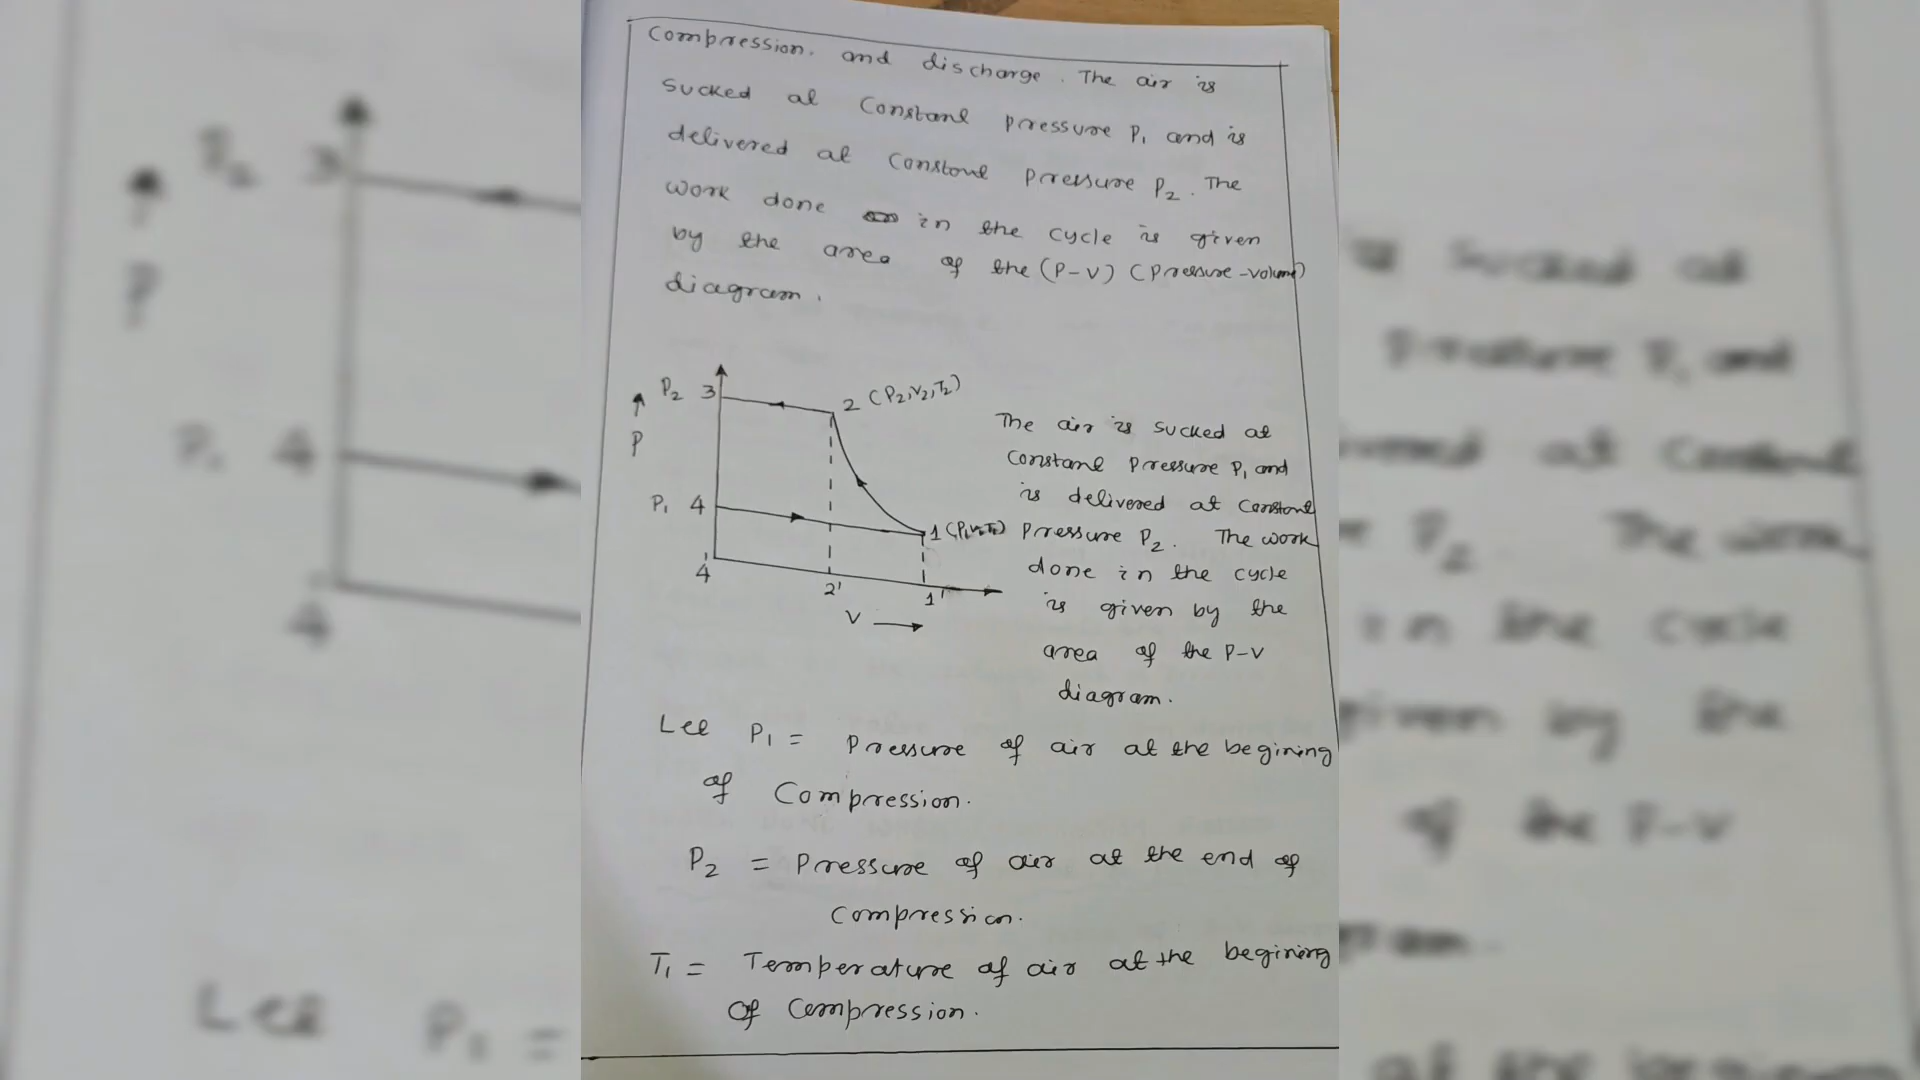 Compression. and discharge. The air is
sucked at Constant pressure P₁ and is
delivered at constant pressure P₂. The
work done in the cycle is given
by the area of the (P-V) (pressure-volume)
diagram.
P₂ 3
2 (P₂,V₂,T₂)
P
P₁ 4
1 (P₁,V₁,T₁)
4'
2'
1'
V
The air is sucked at
constant pressure P₁ and
is delivered at constant
pressure P₂. The work
done in the cycle
is given by the
area of the P-V
diagram.
Let P₁ = Pressure of air at the begining
of Compression.
P₂ = Pressure of air at the end of
compression.
T₁ = Temperature of air at the begining
of compression.